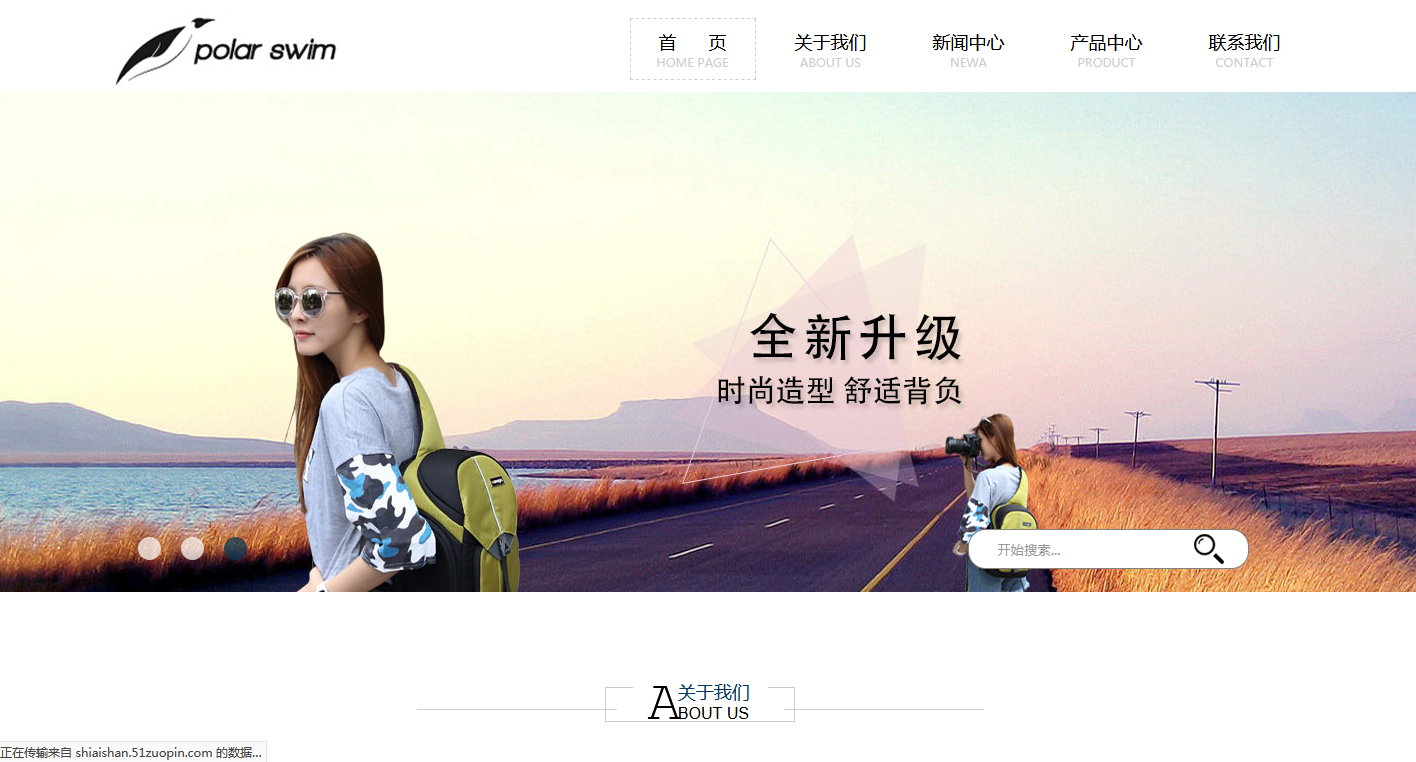 polar swim
首 页
HOME PAGE
关于我们
ABOUT US
新闻中心
NEWA
产品中心
PRODUCT
联系我们
CONTACT
全新升级
时尚造型 舒适背负
开始搜索...
关于我们
ABOUT US
正在传输来自 shiaishan.51zuopin.com 的数据...